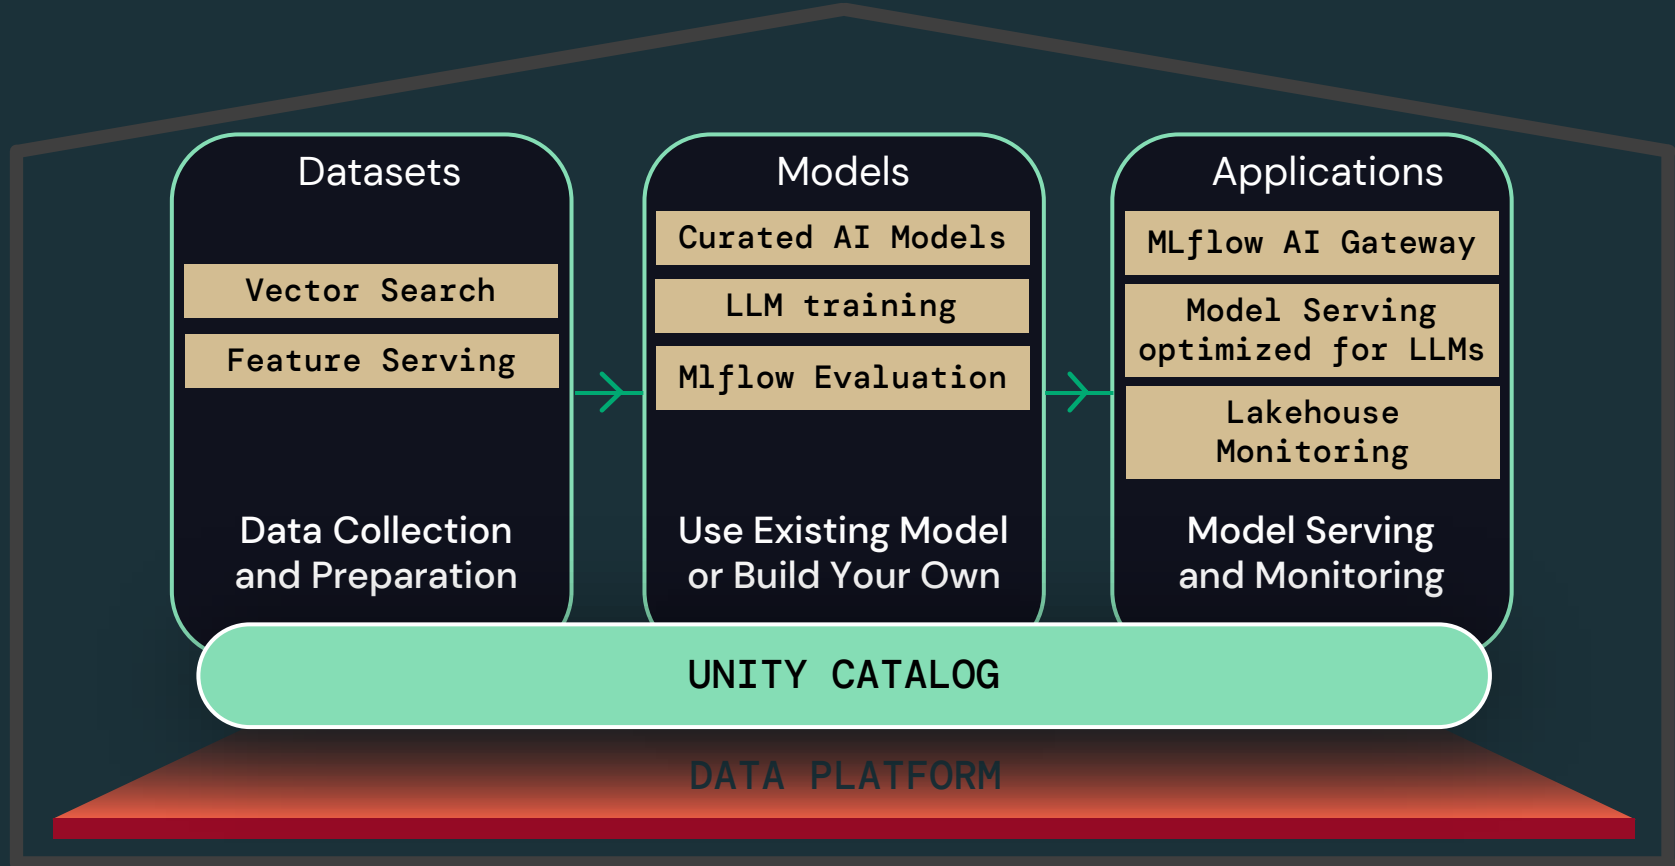 Datasets
Vector Search
Feature Serving
Data Collection
and Preparation
Models
Curated AI Models
LLM training
Mlflow Evaluation
Use Existing Model
or Build Your Own
Applications
MLflow AI Gateway
Model Serving
optimized for LLMs
Lakehouse
Monitoring
Model Serving
and Monitoring
UNITY CATALOG
DATA PLATFORM